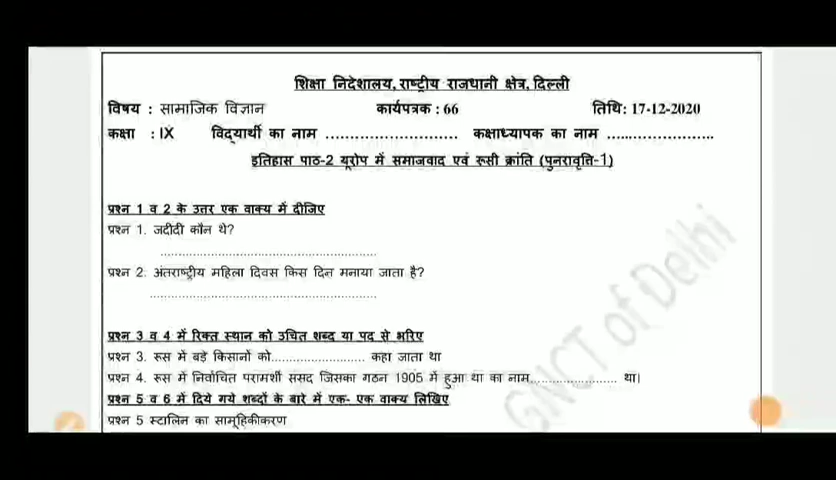 शिक्षा निदेशालय, राष्ट्रीय राजधानी क्षेत्र, दिल्ली
विषय : सामाजिक विज्ञान कार्यपत्रक : 66 तिथि: 17-12-2020
कक्षा : IX विद्यार्थी का नाम ............................ कक्षाध्यापक का नाम ......................
इतिहास पाठ-2 यूरोप में समाजवाद एवं रूसी क्रांति (पुनरावृति-1)
प्रश्न 1 व 2 के उत्तर एक वाक्य में दीजिए
प्रश्न 1. जदीदी कौन थे?
............................................................
प्रश्न 2. अंतराष्ट्रीय महिला दिवस किस दिन मनाया जाता है?
............................................................
प्रश्न 3 व 4 में रिक्त स्थान को उचित शब्द या पद से भरिए
प्रश्न 3. रूस में बड़े किसानों को........................ कहा जाता था
प्रश्न 4. रूस में निर्वाचित परामर्शी संसद जिसका गठन 1905 में हुआ था का नाम...................... था।
प्रश्न 5 व 6 में दिये गये शब्दों के बारे में एक- एक वाक्य लिखिए
प्रश्न 5 स्टालिन का सामूहिकीकरण
GNCT of Delhi